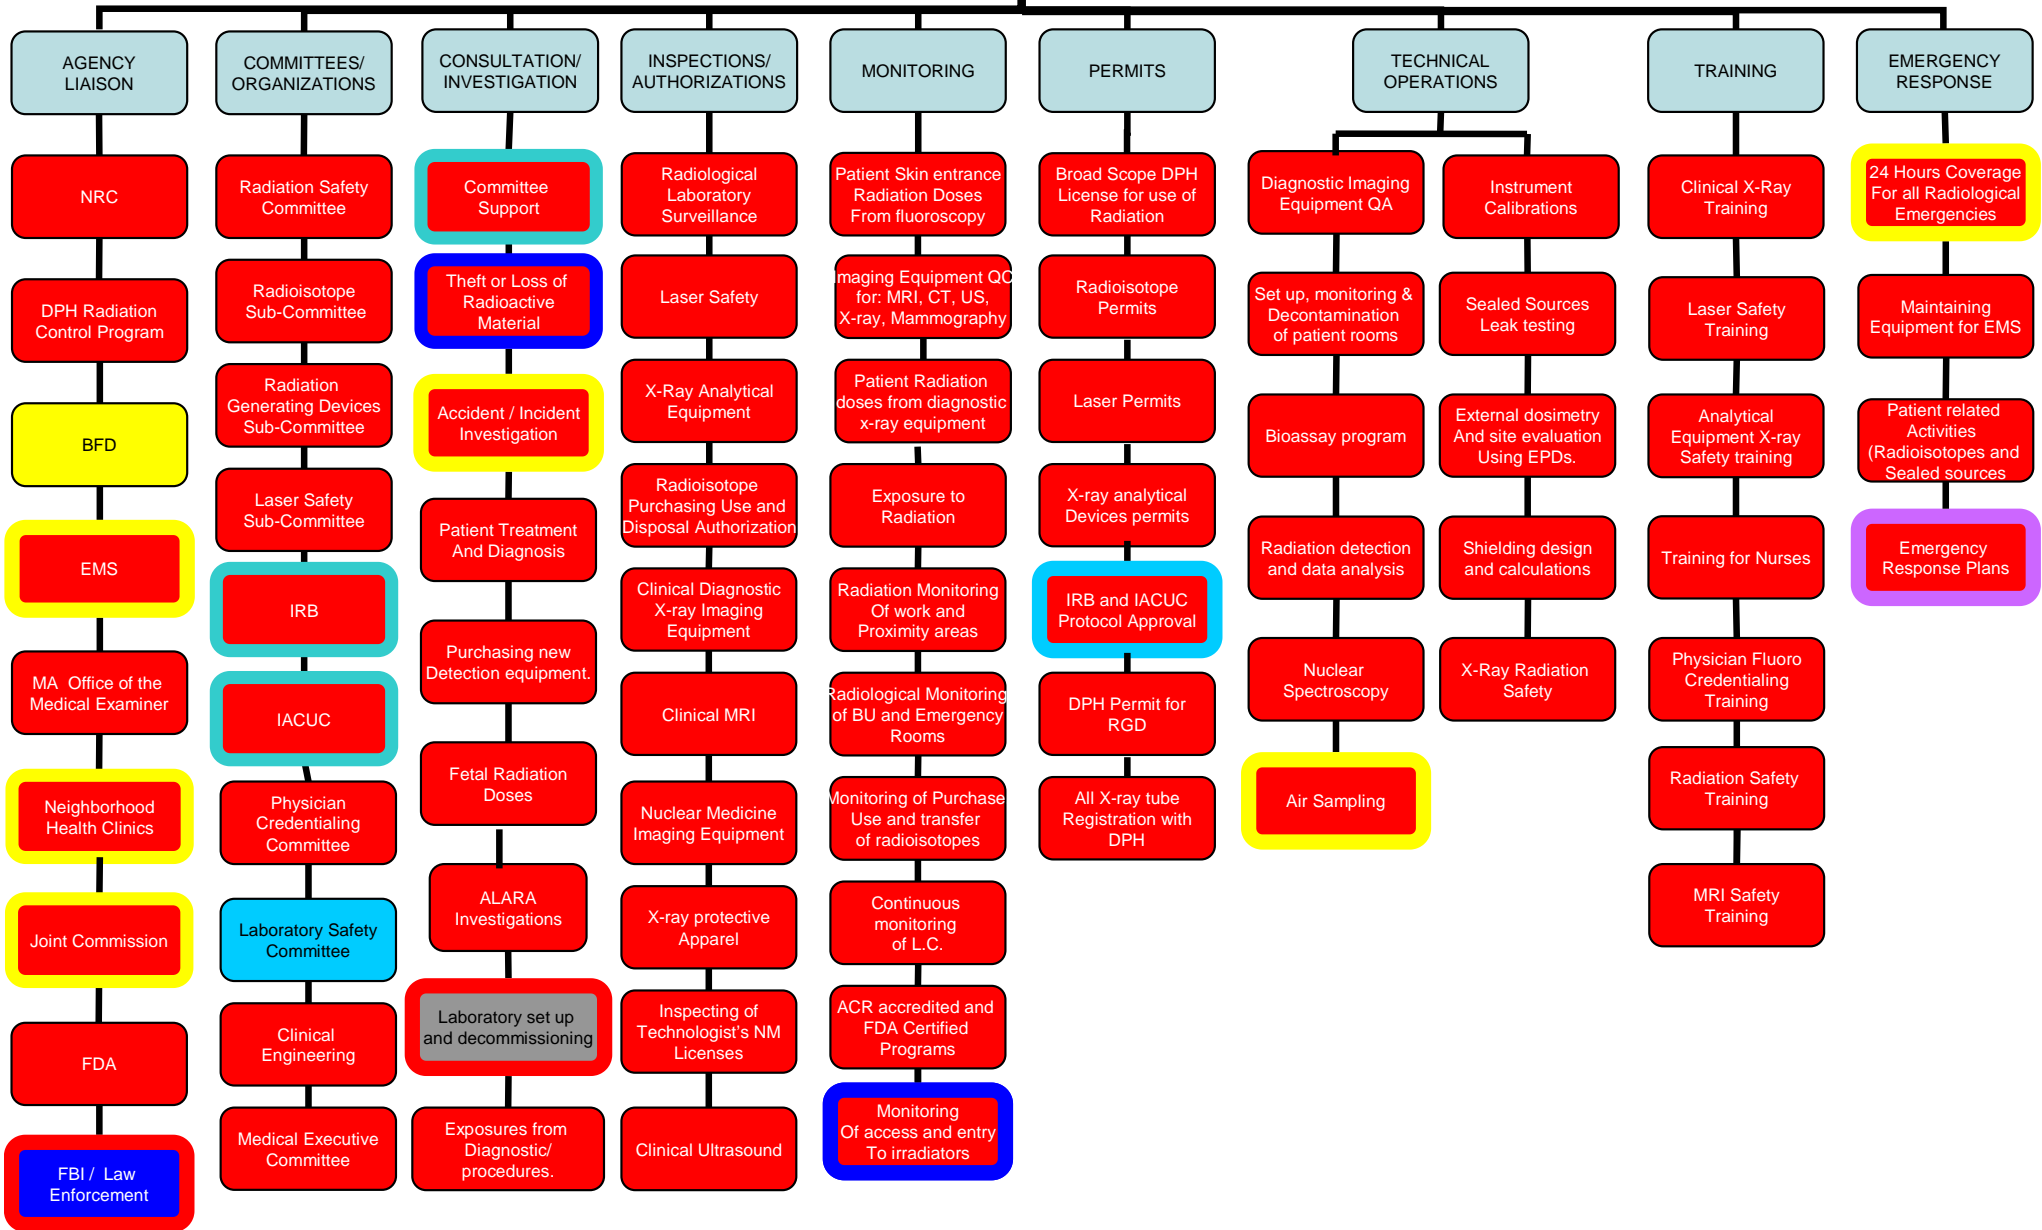 AGENCY
LIAISON
NRC
DPH Radiation
Control Program
BFD
EMS
MA Office of the
Medical Examiner
Neighborhood
Health Clinics
Joint Commission
FDA
FBI / Law
Enforcement
COMMITTEES/
ORGANIZATIONS
Radiation Safety
Committee
Radioisotope
Sub-Committee
Radiation
Generating Devices
Sub-Committee
Laser Safety
Sub-Committee
IRB
IACUC
Physician
Credentialing
Committee
Laboratory Safety
Committee
Clinical
Engineering
Medical Executive
Committee
CONSULTATION/
INVESTIGATION
Committee
Support
Theft or Loss of
Radioactive
Material
Accident / Incident
Investigation
Patient Treatment
And Diagnosis
Purchasing new
Detection equipment.
Fetal Radiation
Doses
ALARA
Investigations
Laboratory set up
and decommissioning
Exposures from
Diagnostic/
procedures.
INSPECTIONS/
AUTHORIZATIONS
Radiological
Laboratory
Surveillance
Laser Safety
X-Ray Analytical
Equipment
Radioisotope
Purchasing Use and
Disposal Authorization
Clinical Diagnostic
X-ray Imaging
Equipment
Clinical MRI
Nuclear Medicine
Imaging Equipment
X-ray protective
Apparel
Inspecting of
Technologist's NM
Licenses
Clinical Ultrasound
MONITORING
Patient Skin entrance
Radiation Doses
From fluoroscopy
Imaging Equipment QC
for: MRI, CT, US,
X-ray, Mammography
Patient Radiation
doses from diagnostic
x-ray equipment
Exposure to
Radiation
Radiation Monitoring
Of work and
Proximity areas
Radiological Monitoring
of BU and Emergency
Rooms
Monitoring of Purchase
Use and transfer
of radioisotopes
Continuous
monitoring
of L.C.
ACR accredited and
FDA Certified
Programs
Monitoring
Of access and entry
To irradiators
PERMITS
Broad Scope DPH
License for use of
Radiation
Radioisotope
Permits
Laser Permits
X-ray analytical
Devices permits
IRB and IACUC
Protocol Approval
DPH Permit for
RGD
All X-ray tube
Registration with
DPH
TECHNICAL
OPERATIONS
Diagnostic Imaging
Equipment QA
Set up, monitoring &
Decontamination
of patient rooms
Bioassay program
Radiation detection
and data analysis
Nuclear
Spectroscopy
Air Sampling
Instrument
Calibrations
Sealed Sources
Leak testing
External dosimetry
And site evaluation
Using EPDs.
Shielding design
and calculations
X-Ray Radiation
Safety
TRAINING
Clinical X-Ray
Training
Laser Safety
Training
Analytical
Equipment X-ray
Safety training
Training for Nurses
Physician Fluoro
Credentialing
Training
Radiation Safety
Training
MRI Safety
Training
EMERGENCY
RESPONSE
24 Hours Coverage
For all Radiological
Emergencies
Maintaining
Equipment for EMS
Patient related
Activities
(Radioisotopes and
Sealed sources
Emergency
Response Plans